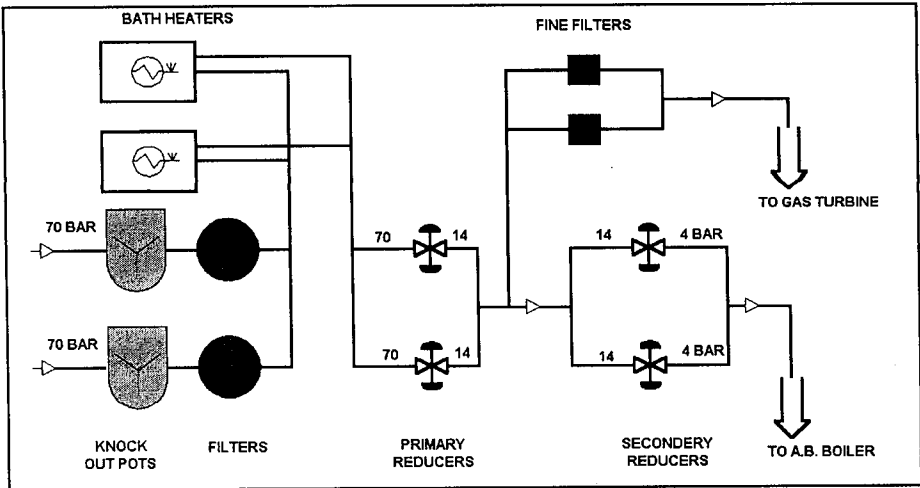 BATH HEATERS
FINE FILTERS
TO GAS TURBINE
70 BAR
70
14
14
4 BAR
70 BAR
70
14
14
4 BAR
KNOCK
OUT POTS
FILTERS
PRIMARY
REDUCERS
SECONDERY
REDUCERS
TO A.B. BOILER